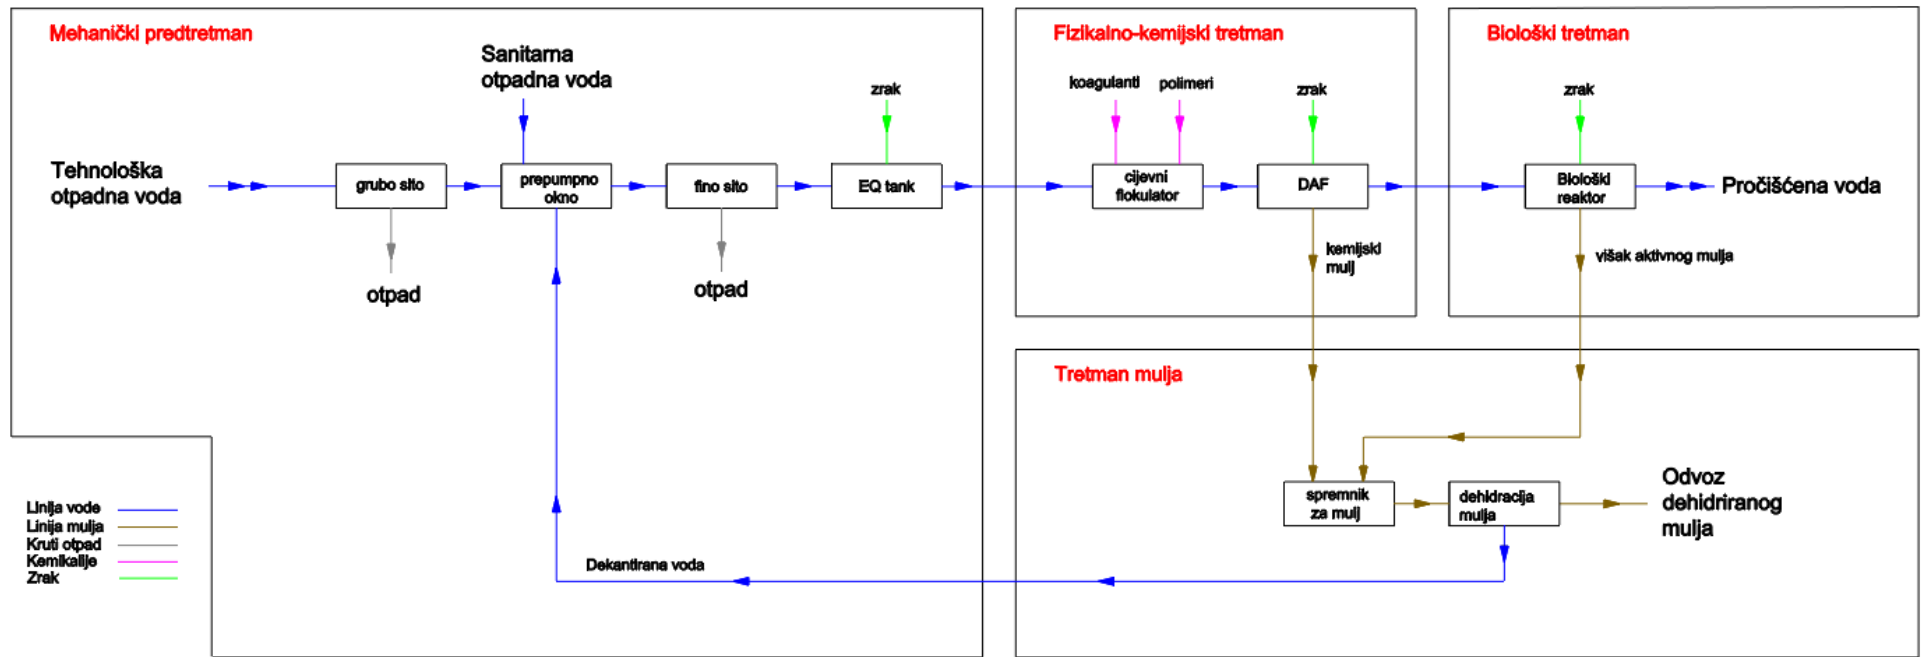 Mehanički predtretman
Sanitarna
otpadna voda
zrak
Tehnološka
otpadna voda
grubo sito
prepumpno
okno
fino sito
EQ tank
otpad
otpad
Fizikalno-kemijski tretman
koagulanti
polimeri
zrak
cijevni
flokulator
DAF
kemijski
mulj
Biološki tretman
zrak
Biološki
reaktor
Pročišćena voda
višak aktivnog mulja
Tretman mulja
spremnik
za mulj
dehidracija
mulja
Odvoz
dehidriranog
mulja
Dekantirana voda
Linija vode
Linija mulja
Kruti otpad
Kemikalije
Zrak